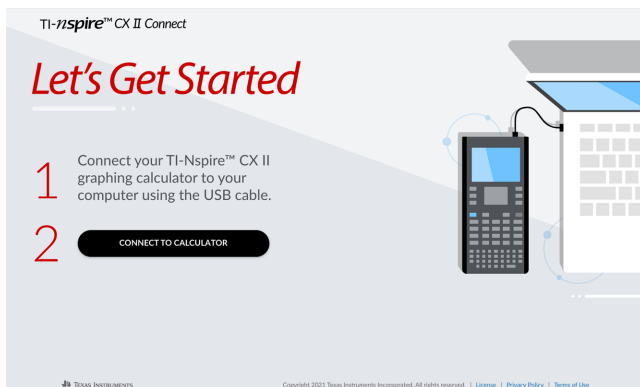 TI-nspire™ CX II Connect
Let's Get Started
1
Connect your TI-Nspire™ CX II
graphing calculator to your
computer using the USB cable.
2
CONNECT TO CALCULATOR
TEXAS INSTRUMENTS
Copyright 2021 Texas Instruments Incorporated. All rights reserved. | License | Privacy Policy | Terms of Use